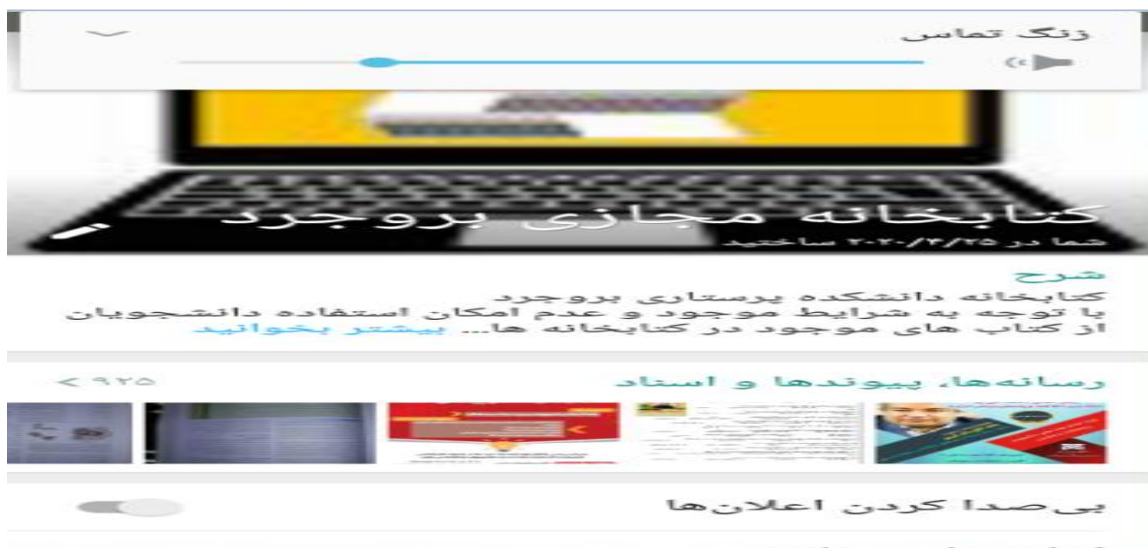 زنگ تماس
کتابخانه مجازی بروجرد
شما در ۲۰۲۰/۴/۲۵ ساختید
شرح
کتابخانه دانشکده پرستاری بروجرد
با توجه به شرایط موجود و عدم امکان استفاده دانشجویان
از کتاب های موجود در کتابخانه ها... بیشتر بخوانید
رسانه‌ها، پیوندها و اسناد
۹۲۵ >
بی‌صدا کردن اعلان‌ها